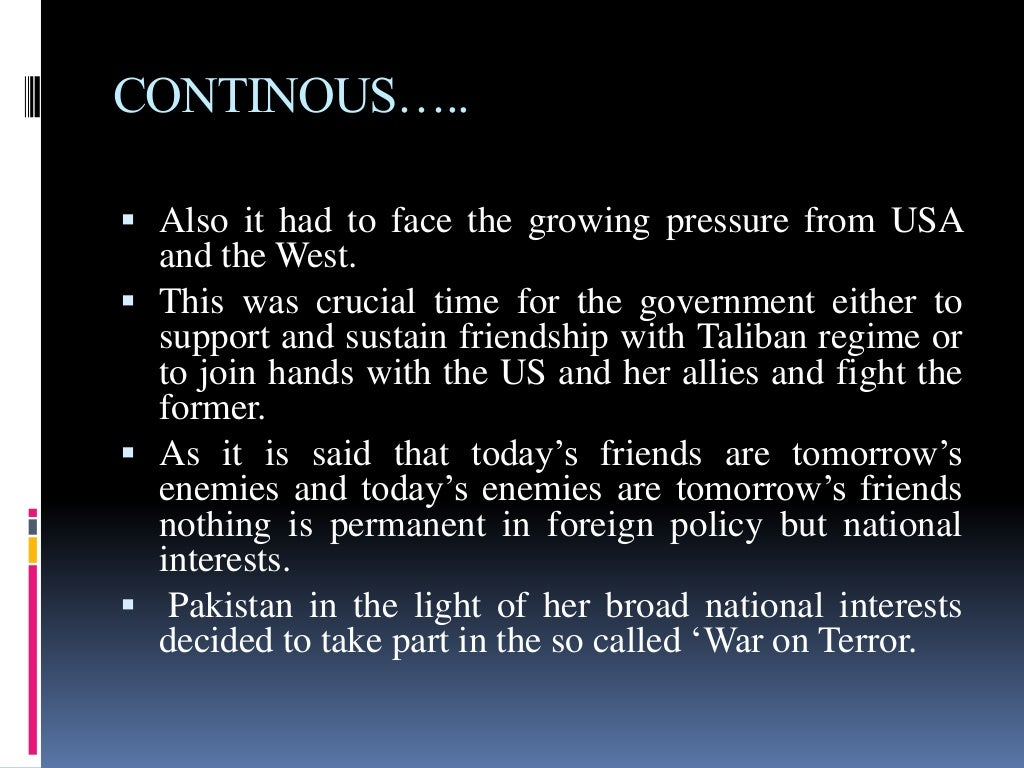 CONTINOUS…..
▪ Also it had to face the growing pressure from USA
and the West.
▪ This was crucial time for the government either to
support and sustain friendship with Taliban regime or
to join hands with the US and her allies and fight the
former.
▪ As it is said that today’s friends are tomorrow’s
enemies and today’s enemies are tomorrow’s friends
nothing is permanent in foreign policy but national
interests.
▪ Pakistan in the light of her broad national interests
decided to take part in the so called ‘War on Terror.